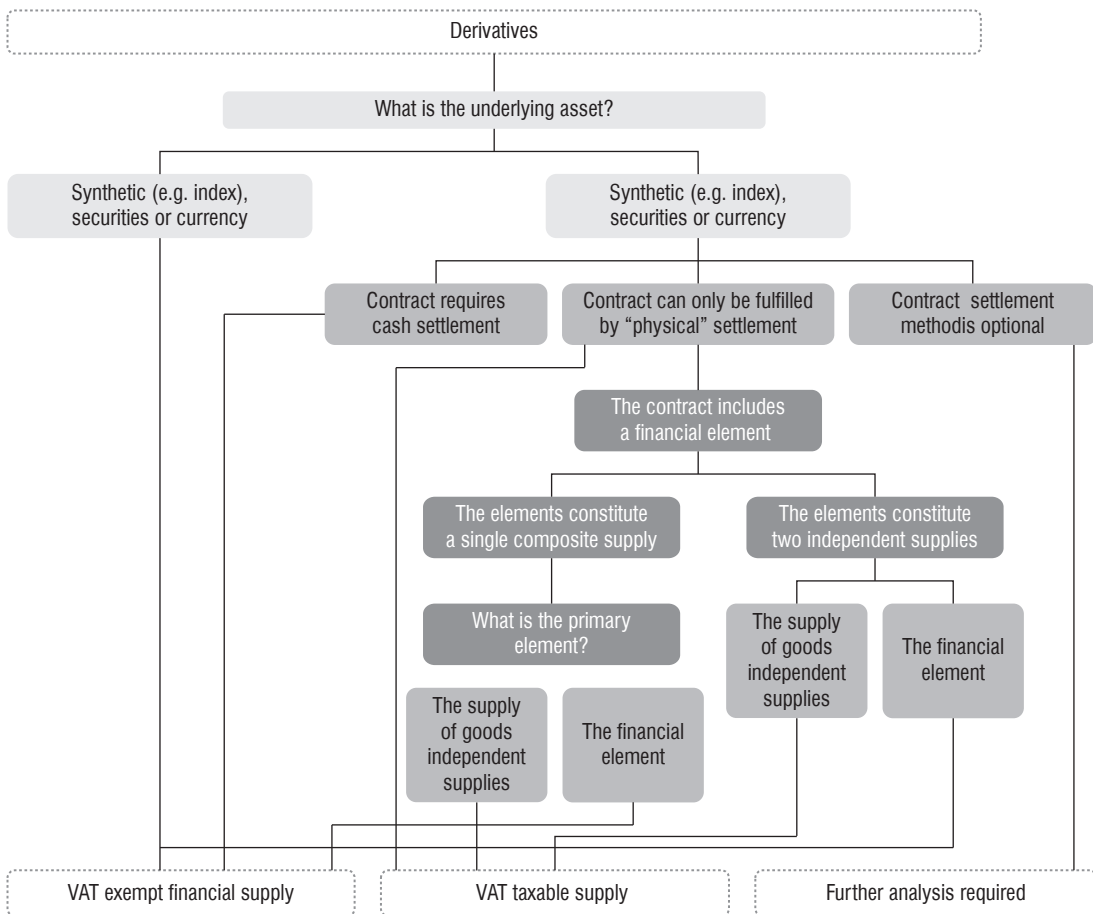 Derivatives
What is the underlying asset?
Synthetic (e.g. index),
securities or currency
Synthetic (e.g. index),
securities or currency
Contract requires
cash settlement
Contract can only be fulfilled
by “physical” settlement
Contract settlement
methodis optional
The contract includes
a financial element
The elements constitute
a single composite supply
The elements constitute
two independent supplies
What is the primary
element?
The supply
of goods
independent
supplies
The financial
element
The supply
of goods
independent
supplies
The financial
element
VAT exempt financial supply
VAT taxable supply
Further analysis required